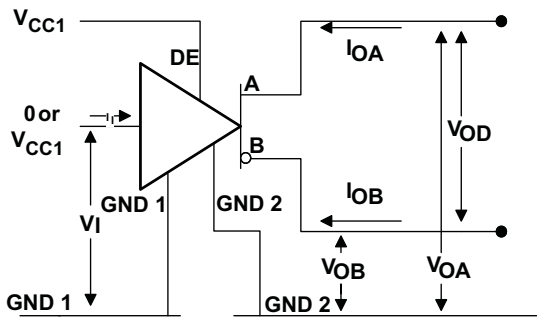 VCC1
DE
IOA
A
0 or
VCC1
II
B
VOD
GND 1
GND 2
IOB
VI
VOB
VOA
GND 1
GND 2